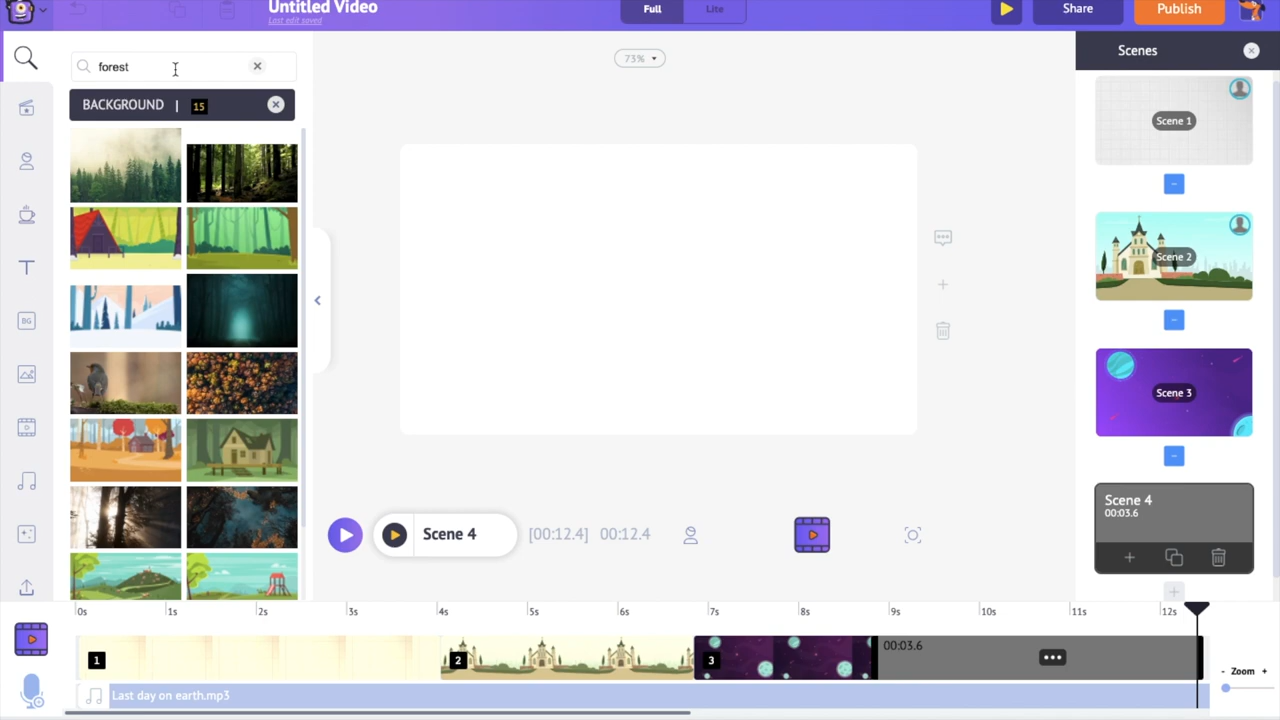 Untitled Video
Last edit saved
Full
Lite
Share
Publish
forest
BACKGROUND | 15
73%
Scenes
Scene 1
Scene 2
Scene 3
Scene 4
00:03.6
T
BG
Scene 4
[00:12.4] 00:12.4
0s
1s
2s
3s
4s
5s
6s
7s
8s
9s
10s
11s
12s
1
2
3
00:03.6
- Zoom +
Last day on earth.mp3